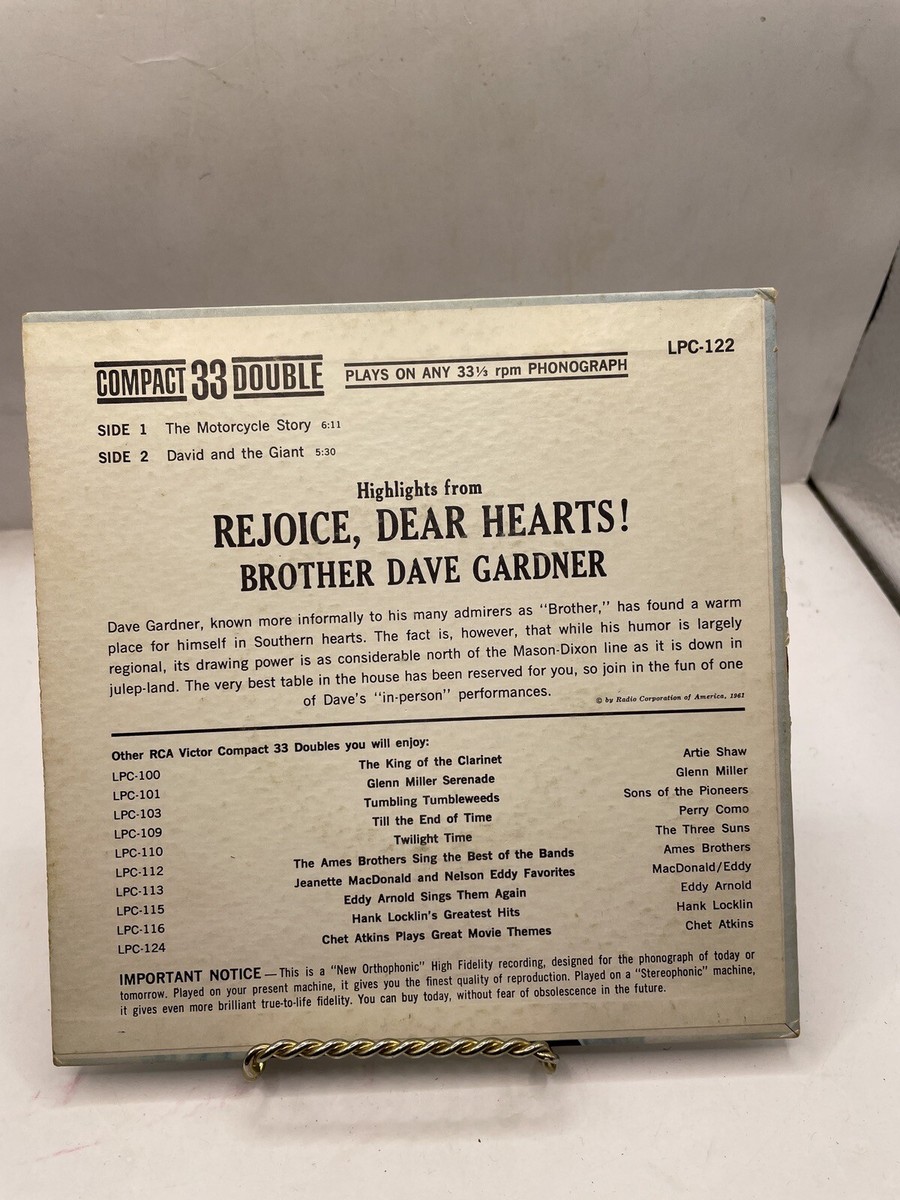 LPC-122
COMPACT 33 DOUBLE PLAYS ON ANY 33⅓ rpm PHONOGRAPH
SIDE 1 The Motorcycle Story 6:11
SIDE 2 David and the Giant 5:30
Highlights from
REJOICE, DEAR HEARTS!
BROTHER DAVE GARDNER
Dave Gardner, known more informally to his many admirers as "Brother," has found a warm
place for himself in Southern hearts. The fact is, however, that while his humor is largely
regional, its drawing power is as considerable north of the Mason-Dixon line as it is down in
julep-land. The very best table in the house has been reserved for you, so join in the fun of one
of Dave's "in-person" performances.
© by Radio Corporation of America, 1961
Other RCA Victor Compact 33 Doubles you will enjoy:
LPC-100 The King of the Clarinet Artie Shaw
LPC-101 Glenn Miller Serenade Glenn Miller
LPC-103 Tumbling Tumbleweeds Sons of the Pioneers
LPC-109 Till the End of Time Perry Como
LPC-110 Twilight Time The Three Suns
LPC-112 The Ames Brothers Sing the Best of the Bands Ames Brothers
LPC-113 Jeanette MacDonald and Nelson Eddy Favorites MacDonald/Eddy
LPC-115 Eddy Arnold Sings Them Again Eddy Arnold
LPC-116 Hank Locklin's Greatest Hits Hank Locklin
LPC-124 Chet Atkins Plays Great Movie Themes Chet Atkins
IMPORTANT NOTICE — This is a "New Orthophonic" High Fidelity recording, designed for the phonograph of today or
tomorrow. Played on your present machine, it gives you the finest quality of reproduction. Played on a "Stereophonic" machine,
it gives even more brilliant true-to-life fidelity. You can buy today, without fear of obsolescence in the future.